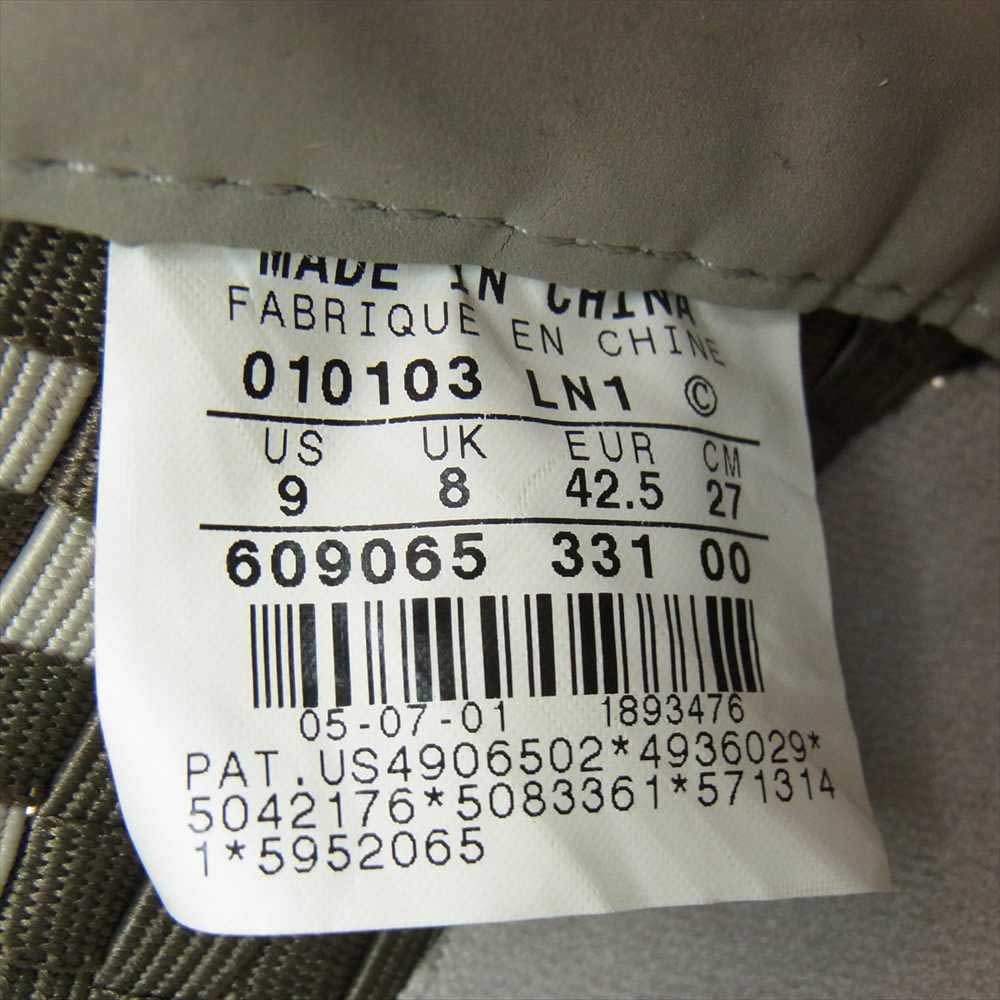 MADE IN CHINA
FABRIQUE EN CHINE
010103 LN1 ©
US UK EUR CM
9 8 42.5 27
609065 331 00
05-07-01 1893476
PAT.US4906502*4936029*
5042176*5083361*571314
1*5952065